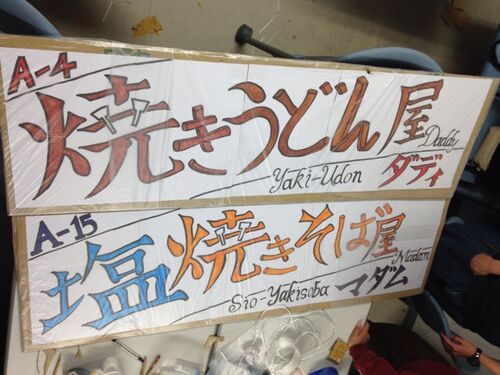 A-4
焼きうどん屋
Daddy
Yaki-Udon
ダディ
A-15
塩焼きそば屋
Madam
Sio-Yakisoba
マダム